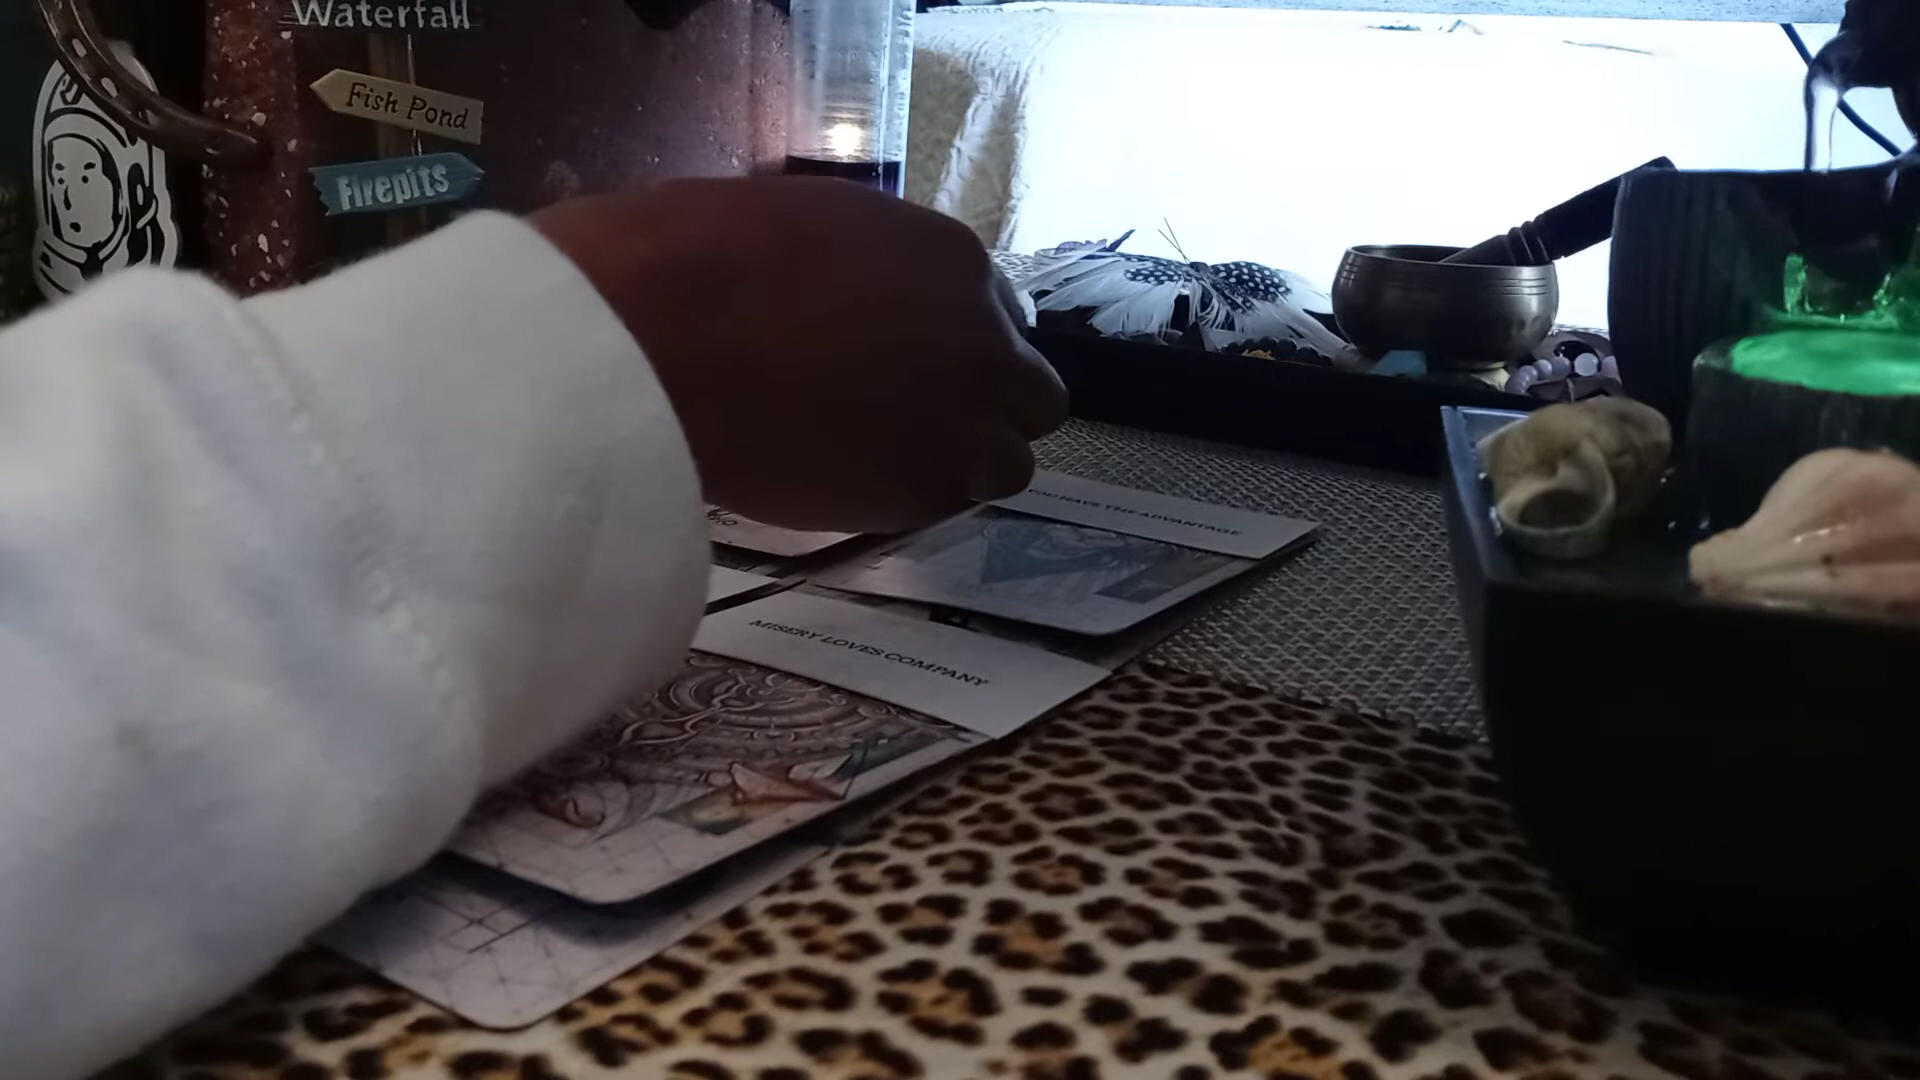 Waterfall
Fish Pond
Firepits
YOU HAVE THE ADVANTAGE
MISERY LOVES COMPANY